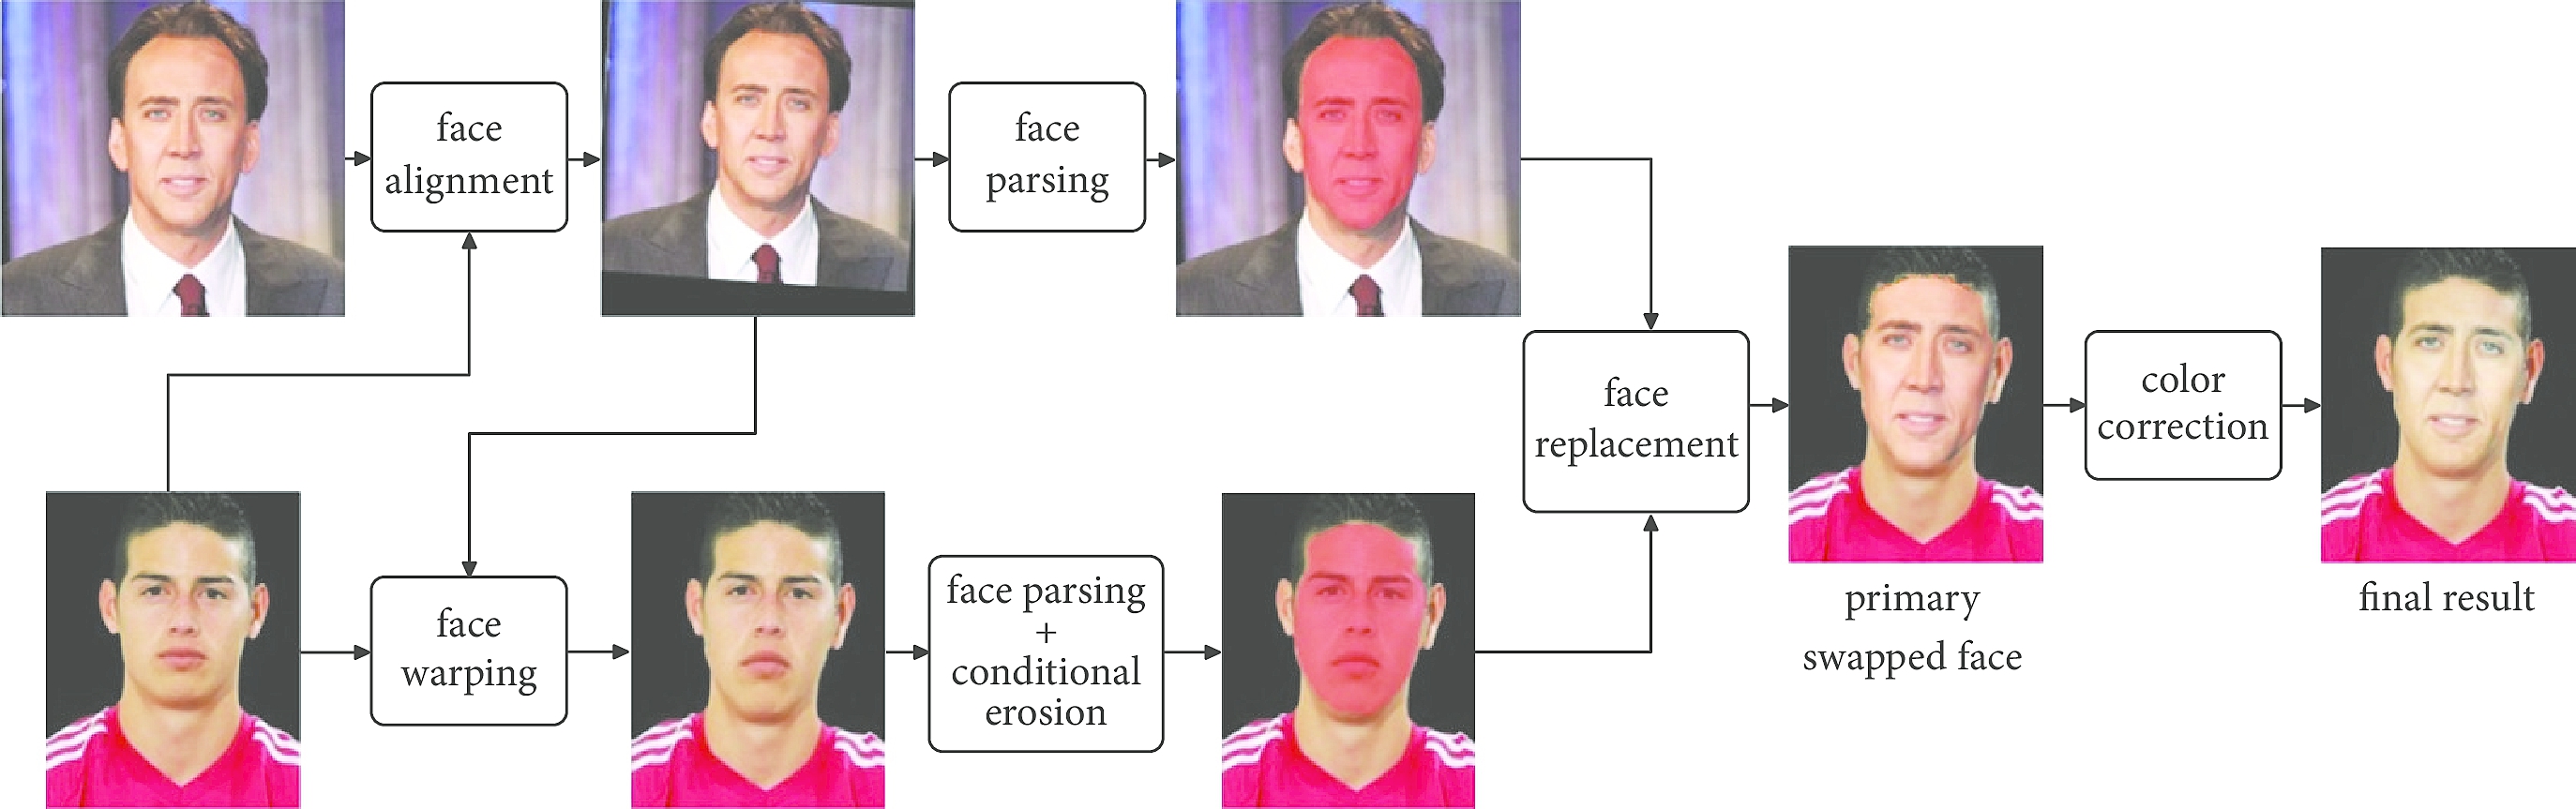 face
alignment
face
parsing
face
warping
face parsing
+
conditional
erosion
face
replacement
primary
swapped face
color
correction
final result